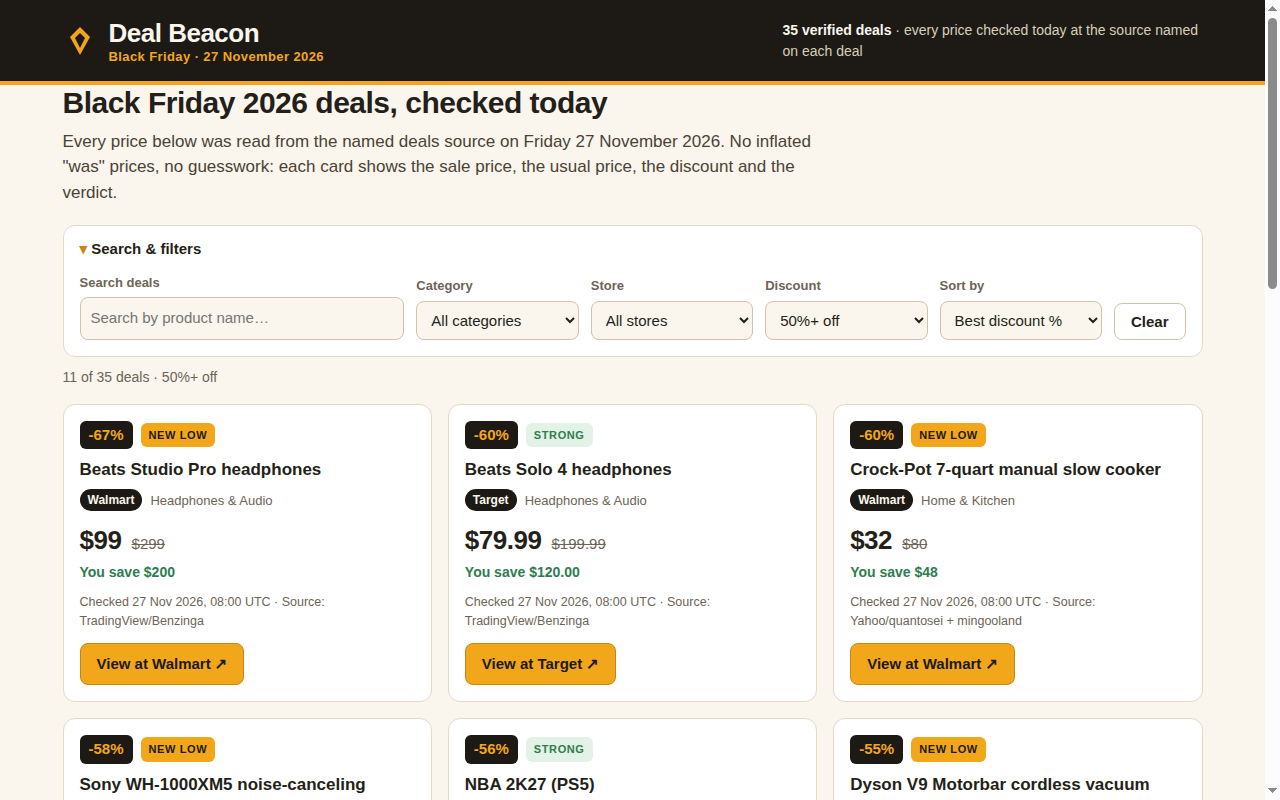 Deal Beacon
Black Friday · 27 November 2026
35 verified deals · every price checked today at the source named
on each deal
Black Friday 2026 deals, checked today
Every price below was read from the named deals source on Friday 27 November 2026. No inflated
"was" prices, no guesswork: each card shows the sale price, the usual price, the discount and the
verdict.
▾ Search & filters
Search deals
Search by product name…
Category
All categories
Store
All stores
Discount
50%+ off
Sort by
Best discount %
Clear
11 of 35 deals · 50%+ off
-67% NEW LOW
Beats Studio Pro headphones
Walmart Headphones & Audio
$99 $299
You save $200
Checked 27 Nov 2026, 08:00 UTC · Source:
TradingView/Benzinga
View at Walmart ↗
-60% STRONG
Beats Solo 4 headphones
Target Headphones & Audio
$79.99 $199.99
You save $120.00
Checked 27 Nov 2026, 08:00 UTC · Source:
TradingView/Benzinga
View at Target ↗
-60% NEW LOW
Crock-Pot 7-quart manual slow cooker
Walmart Home & Kitchen
$32 $80
You save $48
Checked 27 Nov 2026, 08:00 UTC · Source:
Yahoo/quantosei + mingooland
View at Walmart ↗
-58% NEW LOW
Sony WH-1000XM5 noise-canceling
-56% STRONG
NBA 2K27 (PS5)
-55% NEW LOW
Dyson V9 Motorbar cordless vacuum